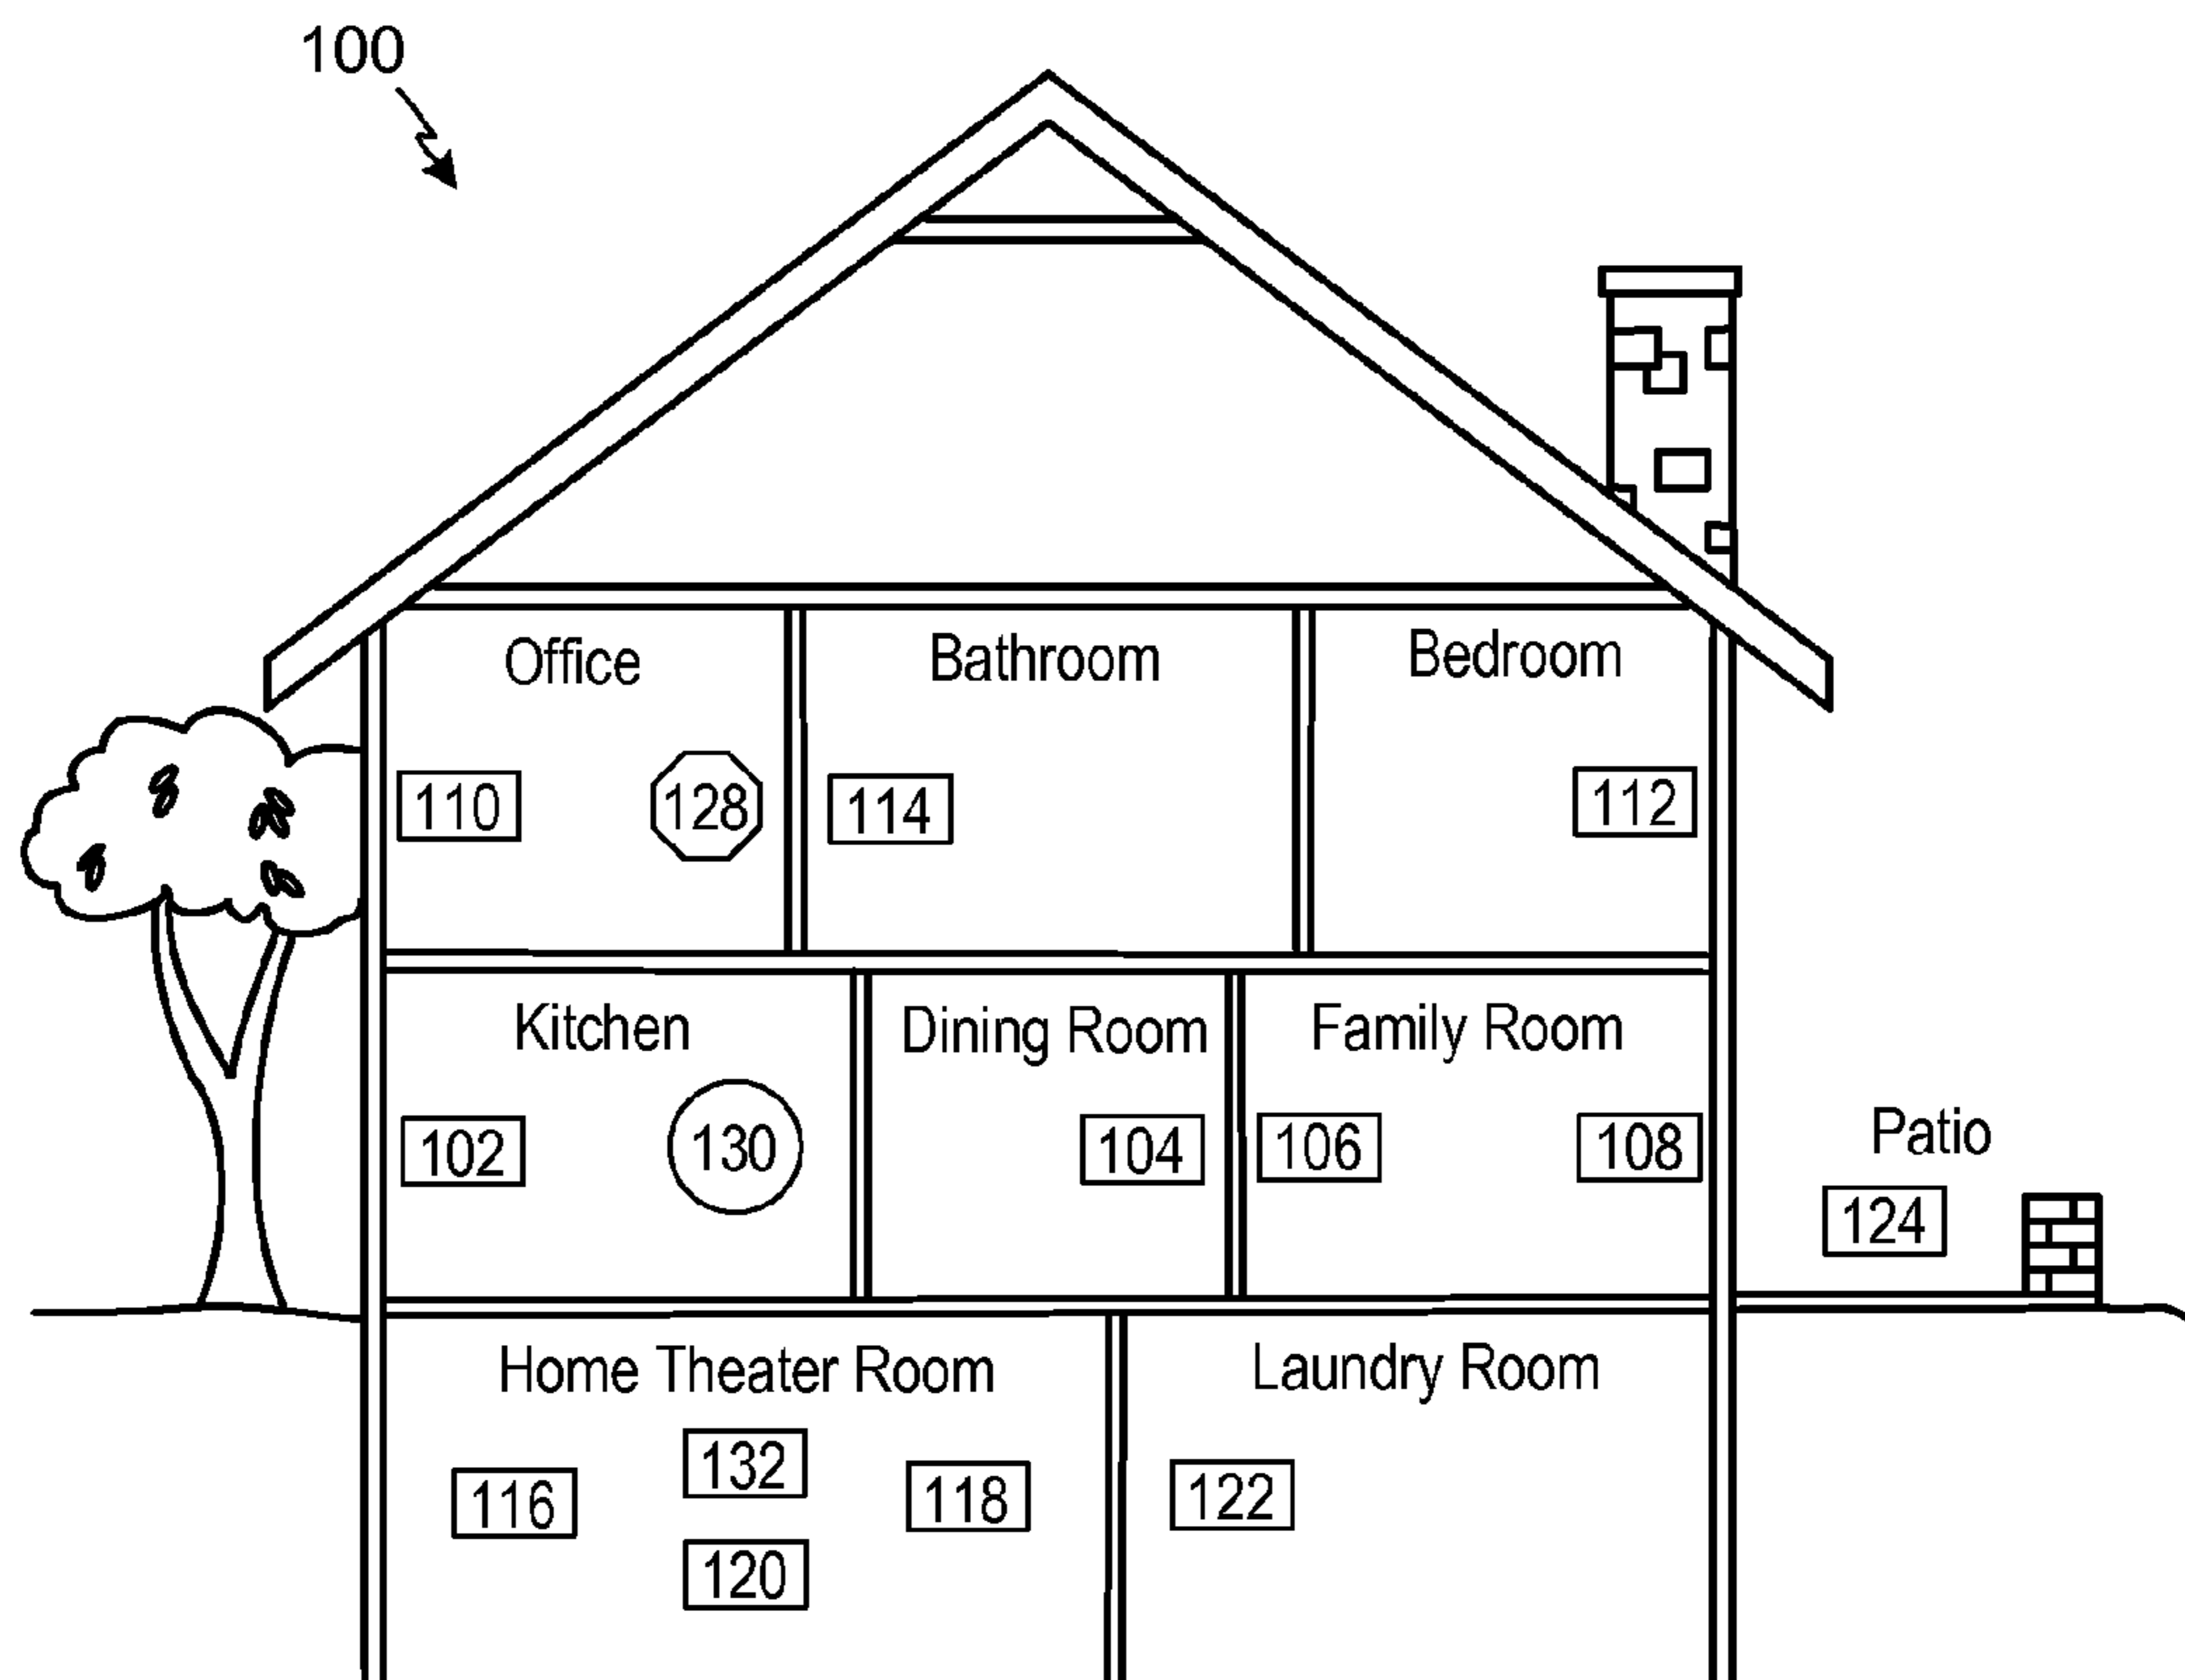 100
Office
Bathroom
Bedroom
110
128
114
112
Kitchen
Dining Room
Family Room
102
130
104
106
108
Patio
124
Home Theater Room
Laundry Room
116
132
118
122
120